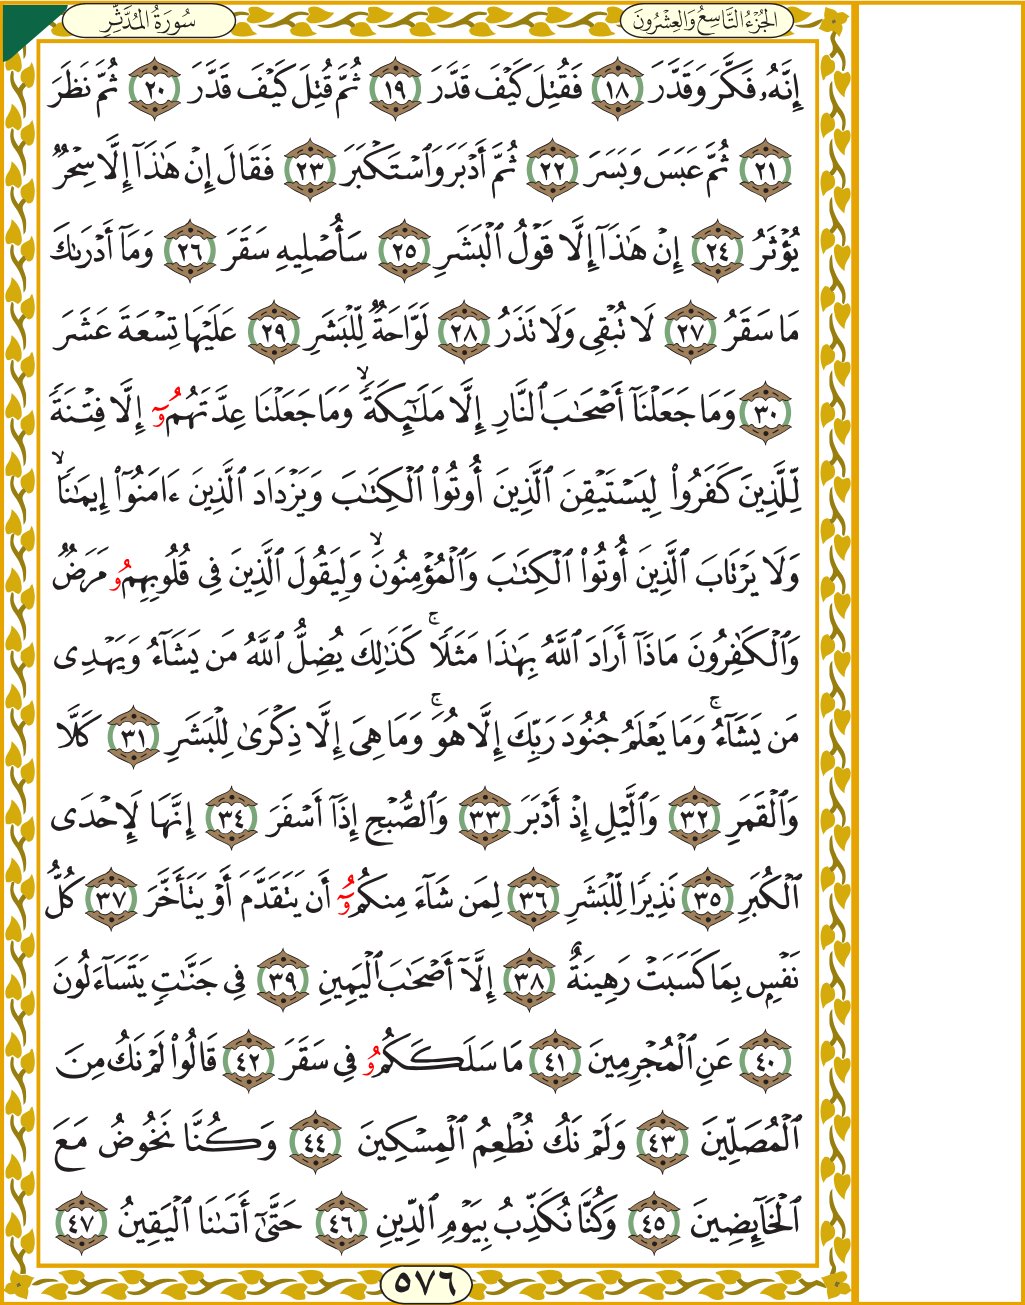 الجُزْءُ التَّاسِعُ وَالعِشْرُونَ
سُورَةُ المُدَّثِّرِ
إِنَّهُۥ فَكَّرَ وَقَدَّرَ ١٨ فَقُتِلَ كَيْفَ قَدَّرَ ١٩ ثُمَّ قُتِلَ كَيْفَ قَدَّرَ ٢٠ ثُمَّ نَظَرَ
٢١ ثُمَّ عَبَسَ وَبَسَرَ ٢٢ ثُمَّ أَدْبَرَ وَٱسْتَكْبَرَ ٢٣ فَقَالَ إِنْ هَٰذَآ إِلَّا سِحْرٌ
يُؤْثَرُ ٢٤ إِنْ هَٰذَآ إِلَّا قَوْلُ ٱلْبَشَرِ ٢٥ سَأُصْلِيهِ سَقَرَ ٢٦ وَمَآ أَدْرَىٰكَ
مَا سَقَرُ ٢٧ لَا تُبْقِى وَلَا تَذَرُ ٢٨ لَوَّاحَةٌ لِّلْبَشَرِ ٢٩ عَلَيْهَا تِسْعَةَ عَشَرَ
٣٠ وَمَا جَعَلْنَآ أَصْحَٰبَ ٱلنَّارِ إِلَّا مَلَٰٓئِكَةً ۙ وَمَا جَعَلْنَا عِدَّتَهُمُۥٓ إِلَّا فِتْنَةً
لِّلَّذِينَ كَفَرُوا۟ لِيَسْتَيْقِنَ ٱلَّذِينَ أُوتُوا۟ ٱلْكِتَٰبَ وَيَزْدَادَ ٱلَّذِينَ ءَامَنُوٓا۟ إِيمَٰنًا ۙ
وَلَا يَرْتَابَ ٱلَّذِينَ أُوتُوا۟ ٱلْكِتَٰبَ وَٱلْمُؤْمِنُونَ ۙ وَلِيَقُولَ ٱلَّذِينَ فِى قُلُوبِهِمُۥ مَرَضٌ
وَٱلْكَٰفِرُونَ مَاذَآ أَرَادَ ٱللَّهُ بِهَٰذَا مَثَلًا ۚ كَذَٰلِكَ يُضِلُّ ٱللَّهُ مَن يَشَآءُ وَيَهْدِى
مَن يَشَآءُ ۚ وَمَا يَعْلَمُ جُنُودَ رَبِّكَ إِلَّا هُوَ ۚ وَمَا هِىَ إِلَّا ذِكْرَىٰ لِلْبَشَرِ ٣١ كَلَّا
وَٱلْقَمَرِ ٣٢ وَٱلَّيْلِ إِذْ أَدْبَرَ ٣٣ وَٱلصُّبْحِ إِذَآ أَسْفَرَ ٣٤ إِنَّهَا لَإِحْدَى
ٱلْكُبَرِ ٣٥ نَذِيرًا لِّلْبَشَرِ ٣٦ لِمَن شَآءَ مِنكُمُۥٓ أَن يَتَقَدَّمَ أَوْ يَتَأَخَّرَ ٣٧ كُلُّ
نَفْسٍۭ بِمَا كَسَبَتْ رَهِينَةٌ ٣٨ إِلَّآ أَصْحَٰبَ ٱلْيَمِينِ ٣٩ فِى جَنَّٰتٍ يَتَسَآءَلُونَ
٤٠ عَنِ ٱلْمُجْرِمِينَ ٤١ مَا سَلَكَكُمُۥ فِى سَقَرَ ٤٢ قَالُوا۟ لَمْ نَكُ مِنَ
ٱلْمُصَلِّينَ ٤٣ وَلَمْ نَكُ نُطْعِمُ ٱلْمِسْكِينَ ٤٤ وَكُنَّا نَخُوضُ مَعَ
ٱلْخَآئِضِينَ ٤٥ وَكُنَّا نُكَذِّبُ بِيَوْمِ ٱلدِّينِ ٤٦ حَتَّىٰٓ أَتَىٰنَا ٱلْيَقِينُ ٤٧
٥٧٦